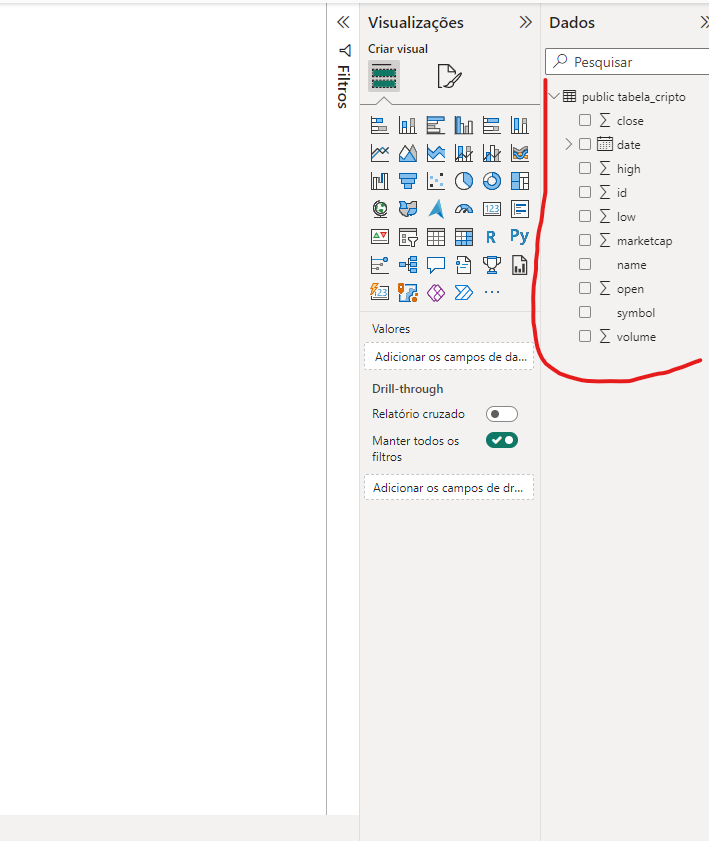 Filtros
Visualizações
Criar visual
123
R
Py
123
Valores
Adicionar os campos de da...
Drill-through
Relatório cruzado
Manter todos os
filtros
Adicionar os campos de dr...
Dados
Pesquisar
public tabela_cripto
∑ close
date
∑ high
∑ id
∑ low
∑ marketcap
name
∑ open
symbol
∑ volume